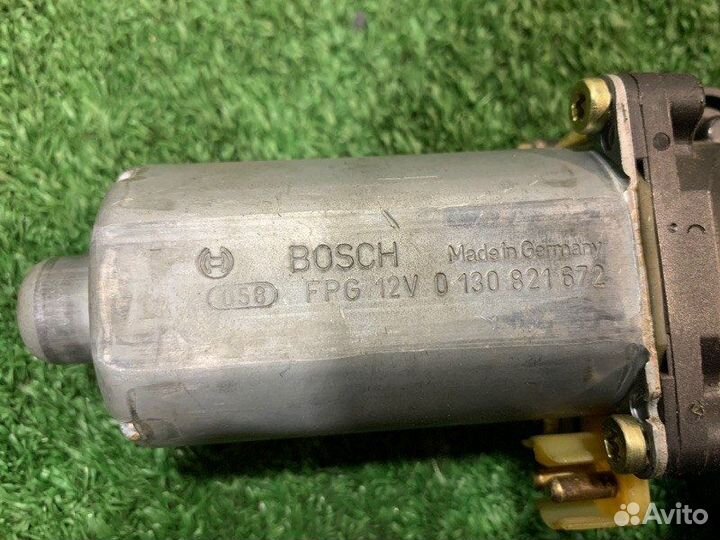 BOSCH Made in Germany
058 FPG 12V 0 130 821 672
Avito